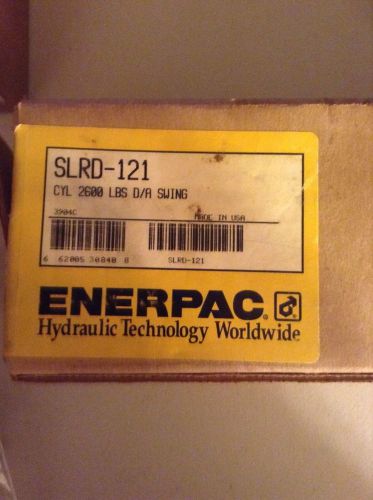 SLRD-121
CYL 2600 LBS D/A SWING
3904C MADE IN USA
6 62005 30840 8 SLRD-121
ENERPAC®
Hydraulic Technology Worldwide